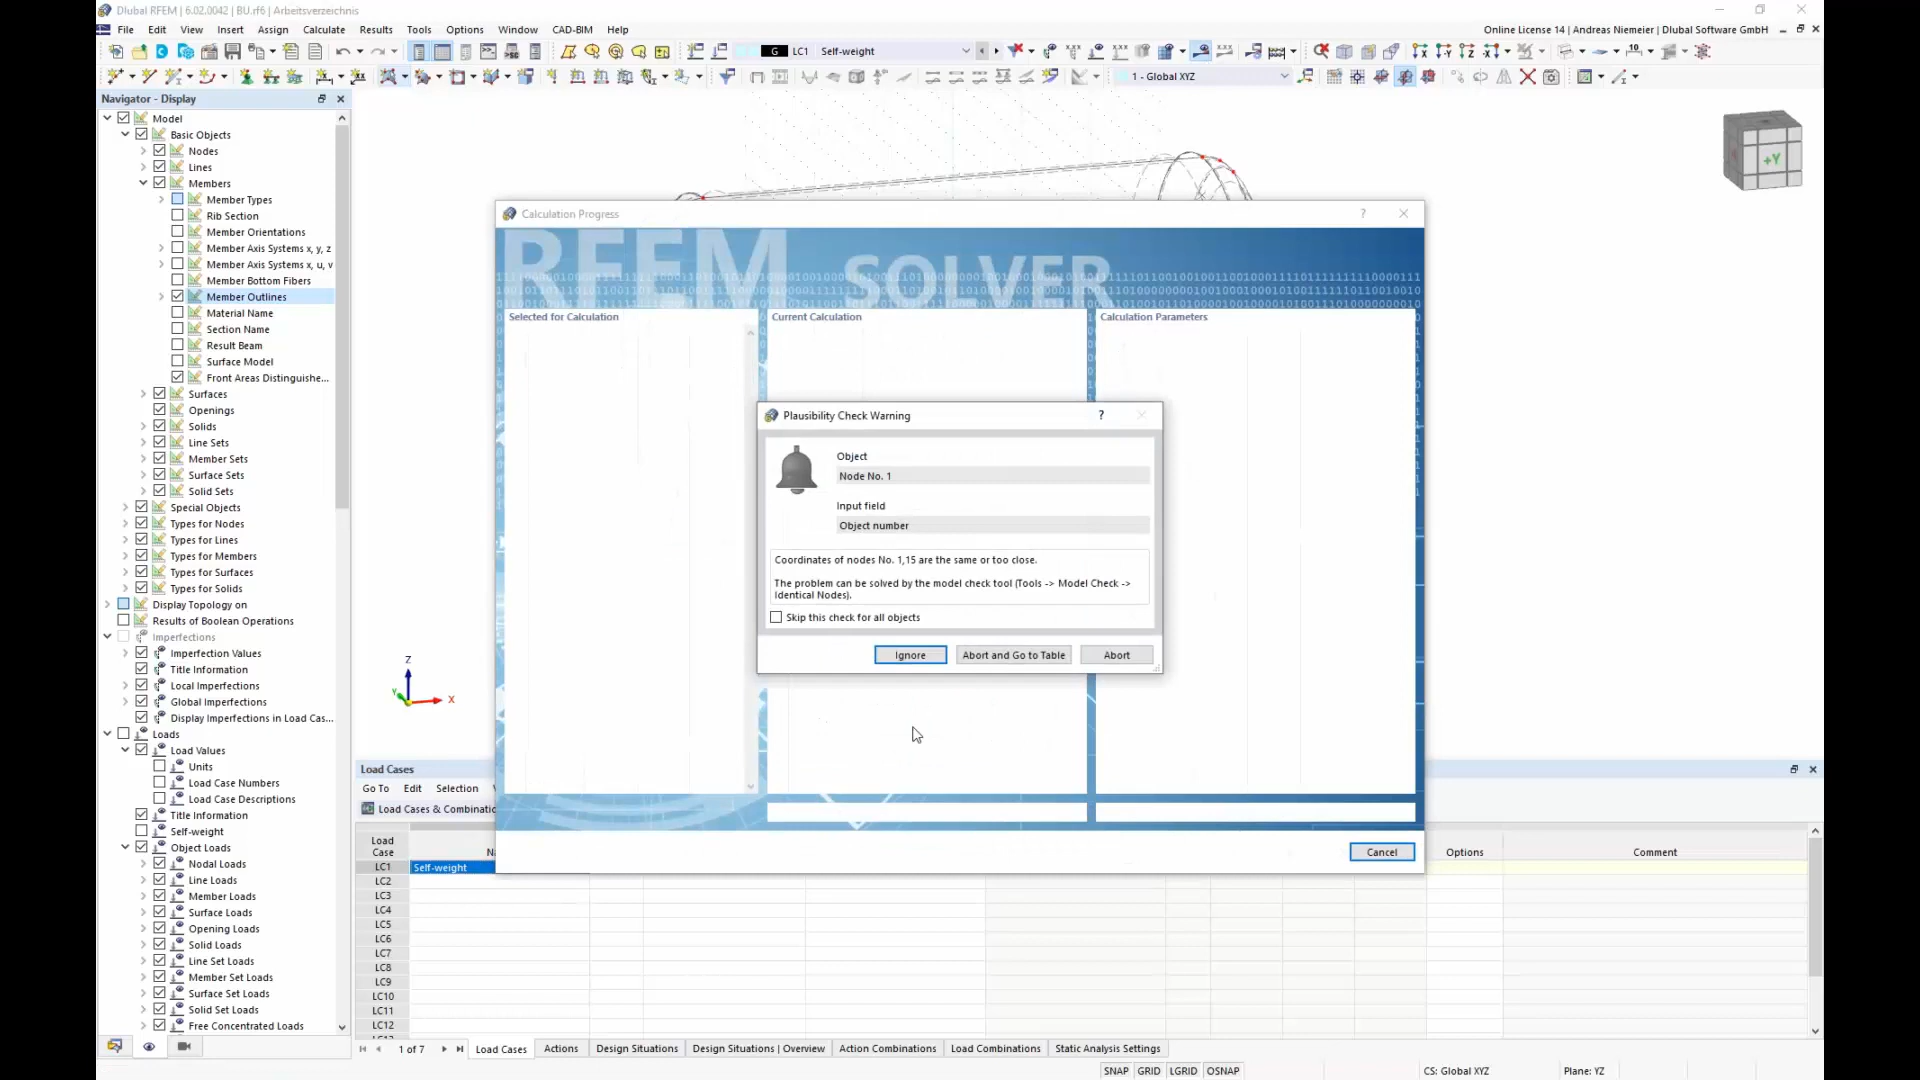 Dlubal RFEM | 6.02.0042 | BU.rf6 | Arbeitsverzeichnis
File Edit View Insert Assign Calculate Results Tools Options Window CAD-BIM Help
Online License 14 | Andreas Niemeier | Dlubal Software GmbH
G LC1 Self-weight
1 - Global XYZ
Navigator - Display
Model
Basic Objects
Nodes
Lines
Members
Member Types
Rib Section
Member Orientations
Member Axis Systems x, y, z
Member Axis Systems x, u, v
Member Bottom Fibers
Member Outlines
Material Name
Section Name
Result Beam
Surface Model
Front Areas Distinguishe...
Surfaces
Openings
Solids
Line Sets
Member Sets
Surface Sets
Solid Sets
Special Objects
Types for Nodes
Types for Lines
Types for Members
Types for Surfaces
Types for Solids
Display Topology on
Results of Boolean Operations
Imperfections
Imperfection Values
Title Information
Local Imperfections
Global Imperfections
Display Imperfections in Load Cas...
Loads
Load Values
Units
Load Case Numbers
Load Case Descriptions
Title Information
Self-weight
Object Loads
Nodal Loads
Line Loads
Member Loads
Surface Loads
Opening Loads
Solid Loads
Line Set Loads
Member Set Loads
Surface Set Loads
Solid Set Loads
Free Concentrated Loads
+Y
Z
Y
X
Calculation Progress
?
RFEM SOLVER
Selected for Calculation
Current Calculation
Calculation Parameters
Plausibility Check Warning
?
Object
Node No. 1
Input field
Object number
Coordinates of nodes No. 1,15 are the same or too close.
The problem can be solved by the model check tool (Tools -> Model Check ->
Identical Nodes).
Skip this check for all objects
Ignore
Abort and Go to Table
Abort
Cancel
Load Cases
Go To Edit Selection
Load Cases & Combinatio
Load
Case
Options
Comment
LC1 Self-weight
LC2
LC3
LC4
LC5
LC6
LC7
LC8
LC9
LC10
LC11
LC12
1 of 7
Load Cases Actions Design Situations Design Situations | Overview Action Combinations Load Combinations Static Analysis Settings
SNAP GRID LGRID OSNAP
CS: Global XYZ
Plane: YZ